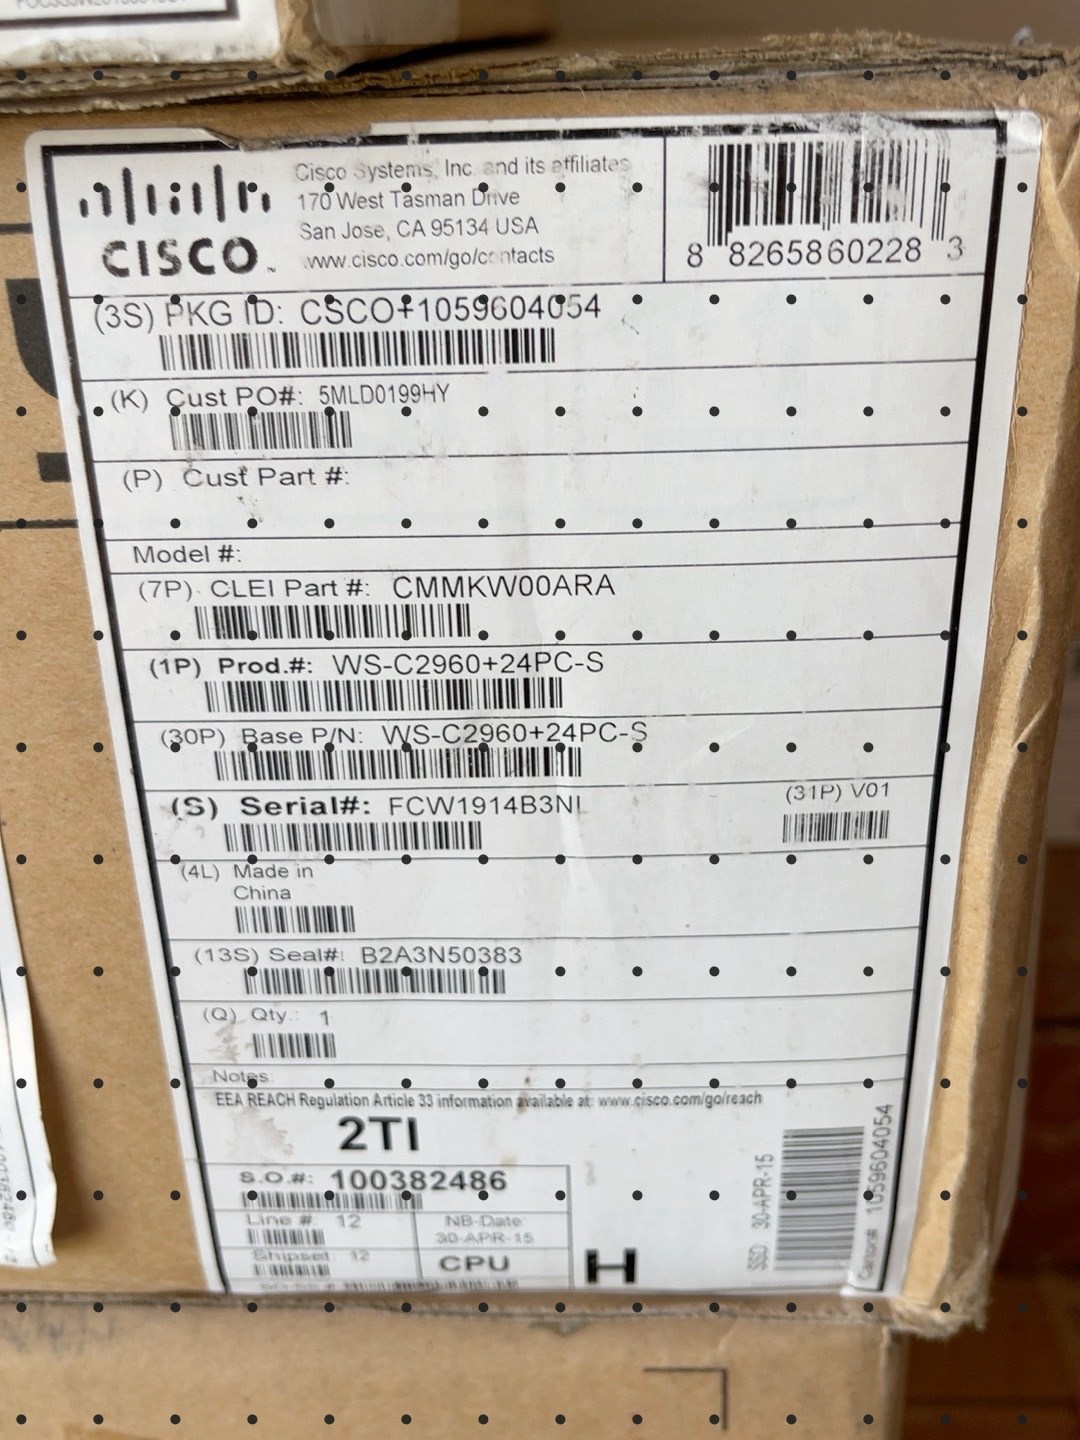 Cisco Systems, Inc. and its affiliates
170 West Tasman Drive
San Jose, CA 95134 USA
www.cisco.com/go/contacts
CISCO
8 8265860228 3
(3S) PKG ID: CSCO+1059604054
(K) Cust PO#: 5MLD0199HY
(P) Cust Part #:
Model #:
(7P) CLEI Part #: CMMKW00ARA
(1P) Prod.#: WS-C2960+24PC-S
(30P) Base P/N: WS-C2960+24PC-S
(S) Serial#: FCW1914B3NL
(31P) V01
(4L) Made in
China
(13S) Seal#: B2A3N50383
(Q) Qty.: 1
Notes:
EEA REACH Regulation Article 33 information available at: www.cisco.com/go/reach
2TI
S.O.#: 100382486
Line #: 12
NB-Date:
30-APR-15
Shipset 12
CPU
H
SSD 30-APR-15
Carton# 1059604054